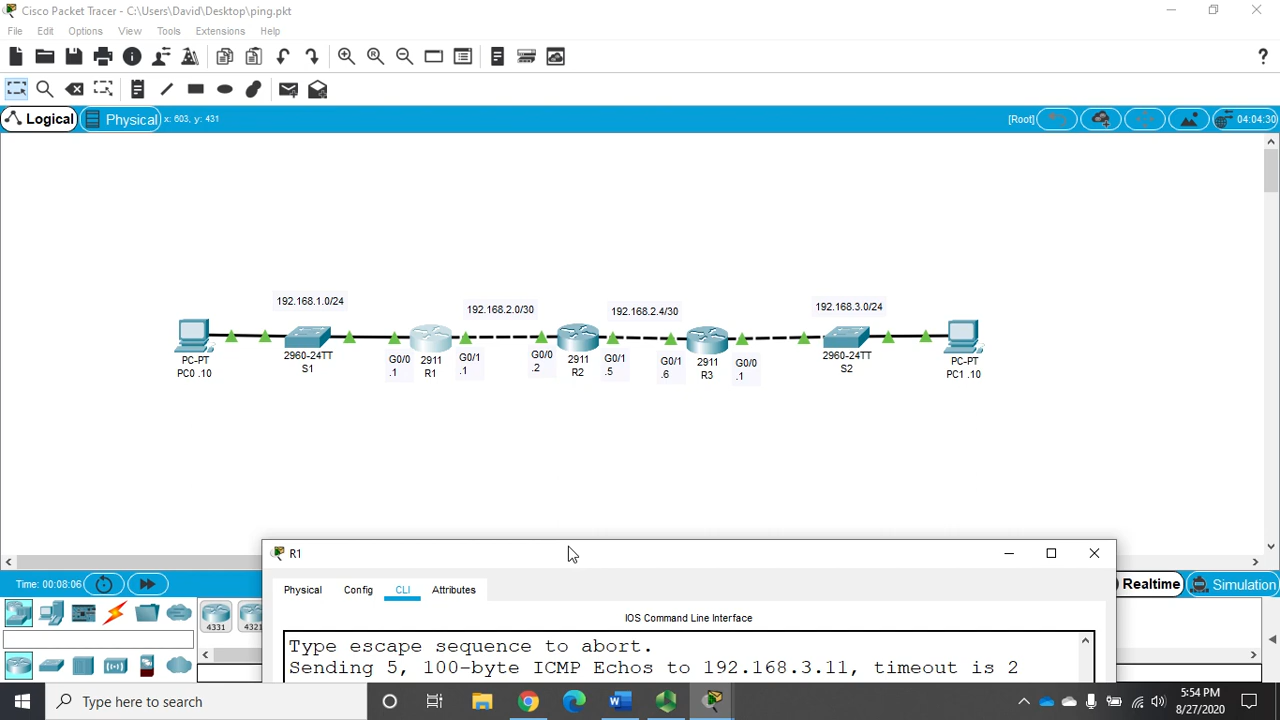 Cisco Packet Tracer - C:\Users\David\Desktop\ping.pkt
File Edit Options View Tools Extensions Help
Logical Physical x: 603, y: 431 [Root] 04:04:30
192.168.1.0/24
192.168.2.0/30
192.168.2.4/30
192.168.3.0/24
PC-PT
PC0 .10
2960-24TT
S1
G0/0
.1
2911
R1
G0/1
.1
G0/0
.2
2911
R2
G0/1
.5
G0/1
.6
2911
R3
G0/0
.1
2960-24TT
S2
PC-PT
PC1 .10
R1
Time: 00:08:06
Realtime Simulation
Physical Config CLI Attributes
4331 4321
IOS Command Line Interface
Type escape sequence to abort.
Sending 5, 100-byte ICMP Echos to 192.168.3.11, timeout is 2
Type here to search
5:54 PM
8/27/2020